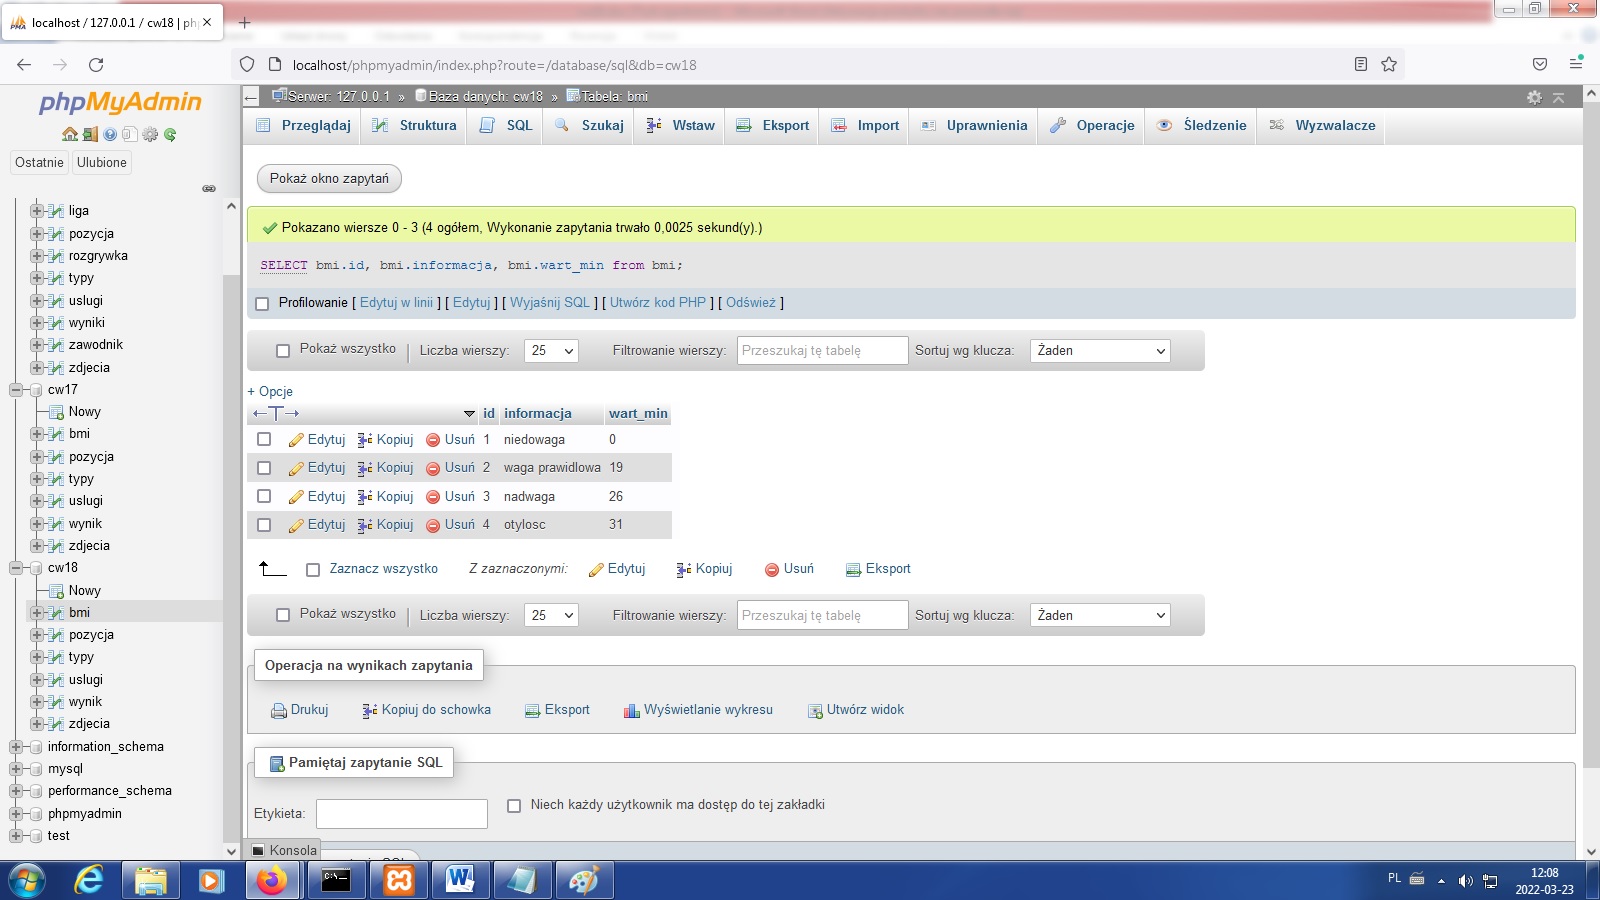 localhost / 127.0.0.1 / cw18 | ph
localhost/phpmyadmin/index.php?route=/database/sql&db=cw18
phpMyAdmin
Ostatnie Ulubione
liga
pozycja
rozgrywka
typy
uslugi
wyniki
zawodnik
zdjecia
cw17
Nowy
bmi
pozycja
typy
uslugi
wynik
zdjecia
cw18
Nowy
bmi
pozycja
typy
uslugi
wynik
zdjecia
information_schema
mysql
performance_schema
phpmyadmin
test
Serwer: 127.0.0.1 » Baza danych: cw18 » Tabela: bmi
Przeglądaj Struktura SQL Szukaj Wstaw Eksport Import Uprawnienia Operacje Śledzenie Wyzwalacze
Pokaż okno zapytań
Pokazano wiersze 0 - 3 (4 ogółem, Wykonanie zapytania trwało 0,0025 sekund(y).)
SELECT bmi.id, bmi.informacja, bmi.wart_min from bmi;
Profilowanie [ Edytuj w linii ] [ Edytuj ] [ Wyjaśnij SQL ] [ Utwórz kod PHP ] [ Odśwież ]
Pokaż wszystko | Liczba wierszy: 25 Filtrowanie wierszy: Przeszukaj tę tabelę Sortuj wg klucza: Żaden
+ Opcje
id informacja wart_min
Edytuj Kopiuj Usuń 1 niedowaga 0
Edytuj Kopiuj Usuń 2 waga prawidlowa 19
Edytuj Kopiuj Usuń 3 nadwaga 26
Edytuj Kopiuj Usuń 4 otylosc 31
Zaznacz wszystko Z zaznaczonymi: Edytuj Kopiuj Usuń Eksport
Pokaż wszystko | Liczba wierszy: 25 Filtrowanie wierszy: Przeszukaj tę tabelę Sortuj wg klucza: Żaden
Operacja na wynikach zapytania
Drukuj Kopiuj do schowka Eksport Wyświetlanie wykresu Utwórz widok
Pamiętaj zapytanie SQL
Etykieta: Niech każdy użytkownik ma dostęp do tej zakładki
Konsola
PL 12:08
2022-03-23